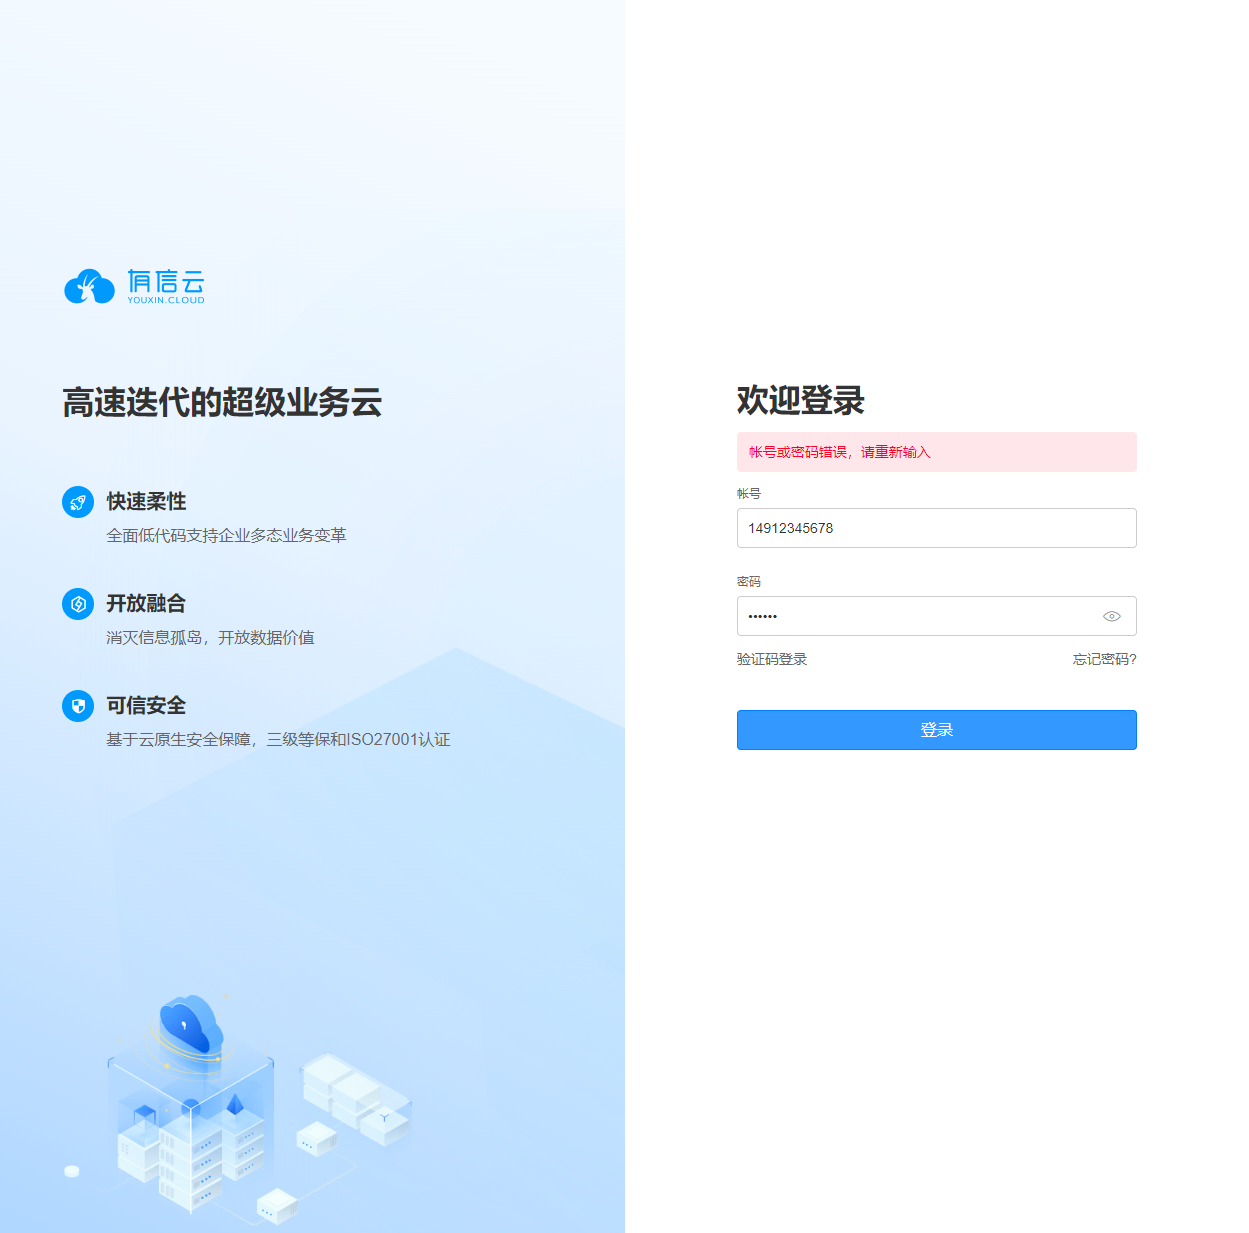 有信云
YOUXIN.CLOUD
高速迭代的超级业务云
快速柔性
全面低代码支持企业多态业务变革
开放融合
消灭信息孤岛，开放数据价值
可信安全
基于云原生安全保障，三级等保和ISO27001认证
欢迎登录
帐号或密码错误，请重新输入
帐号
14912345678
密码
••••••
验证码登录 忘记密码?
登录